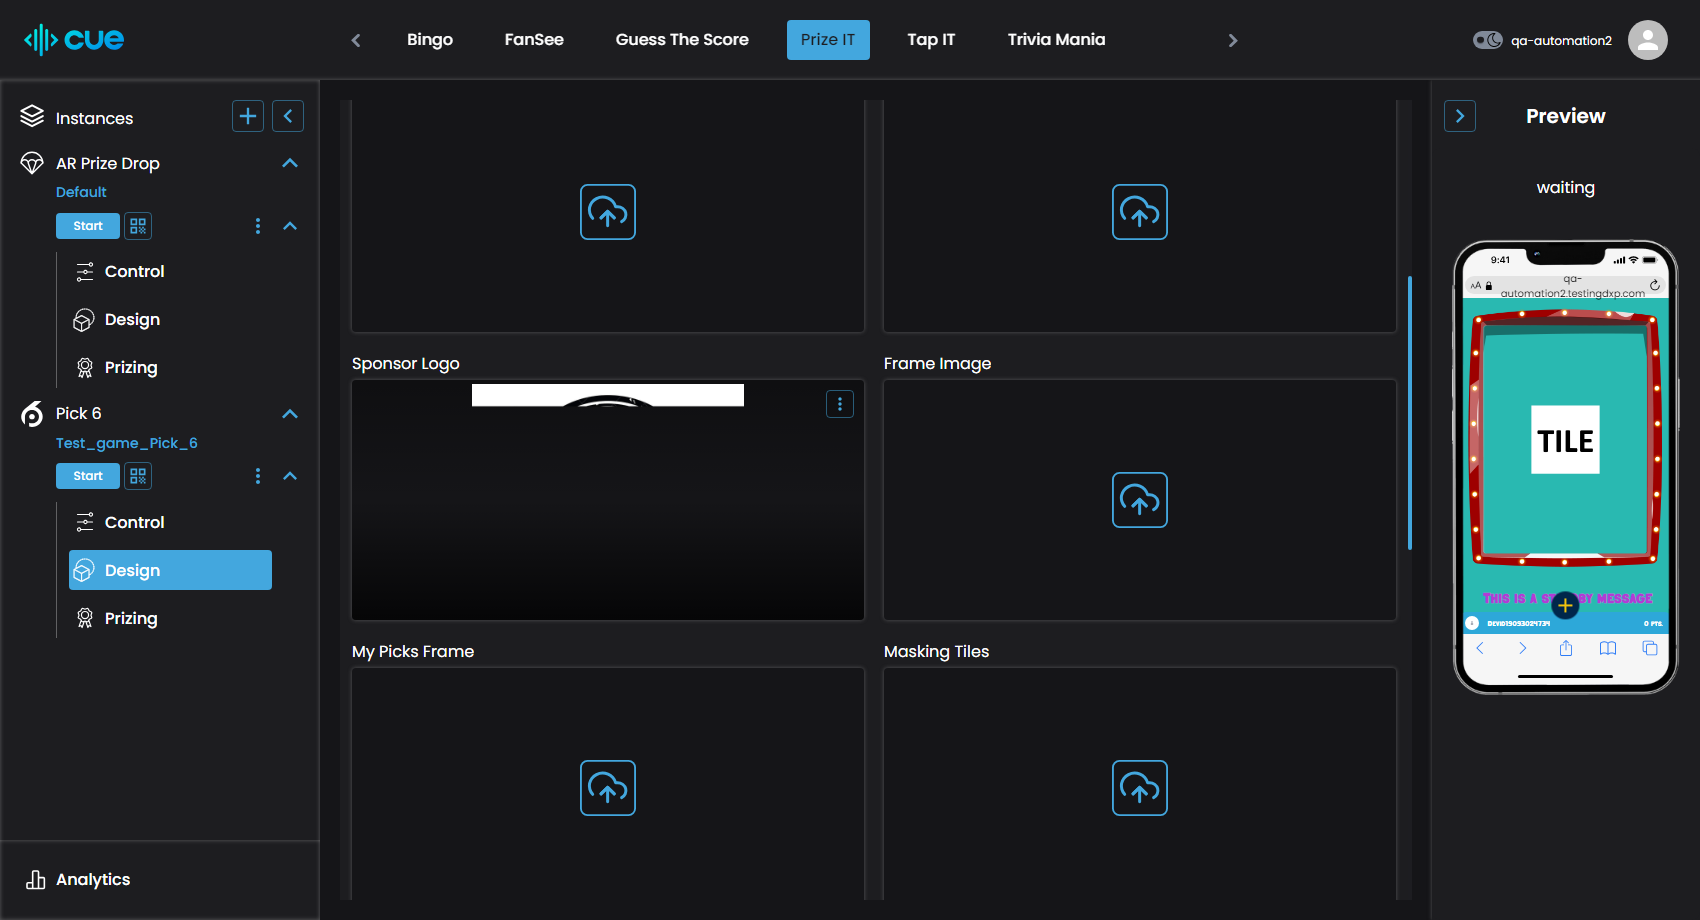 cue
Bingo
FanSee
Guess The Score
Prize IT
Tap IT
Trivia Mania
qa-automation2
Instances
AR Prize Drop
Default
Start
Control
Design
Prizing
Pick 6
Test_game_Pick_6
Start
Control
Design
Prizing
Analytics
Sponsor Logo
Frame Image
My Picks Frame
Masking Tiles
Preview
waiting
9:41
AA
qa-
automation2.testingdxp.com
TILE
THIS IS A ST BY MESSAGE
0 PTS.